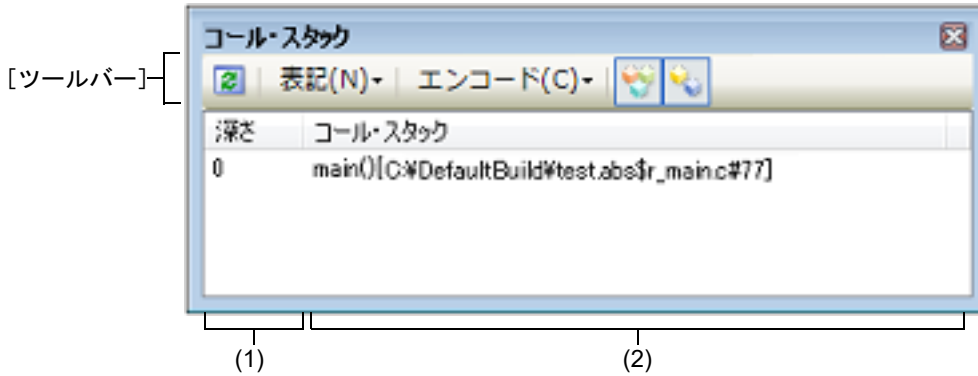 コール・スタック
[ツールバー]
表記(N) エンコード(C)
深さ コール・スタック
0 main()[C:¥DefaultBuild¥test.abs$r_main.c#77]
(1) (2)